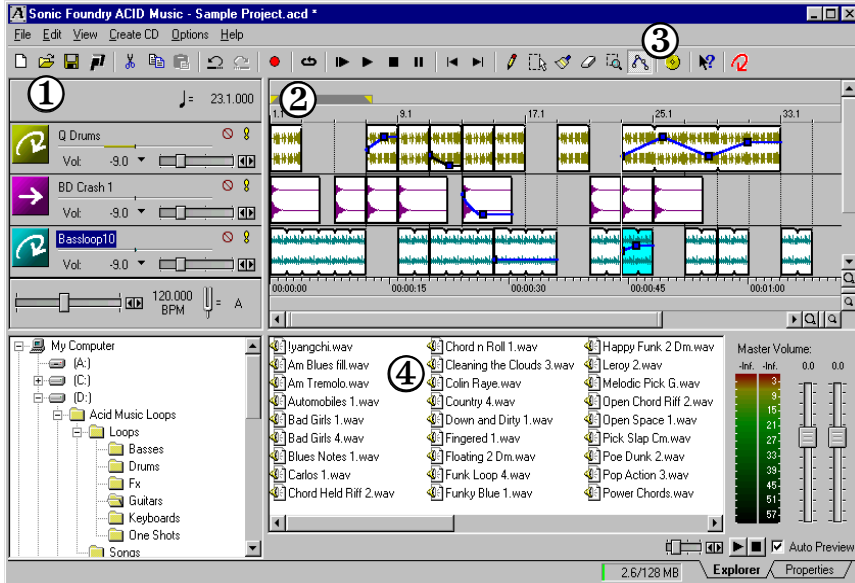 Sonic Foundry ACID Music - Sample Project.acd *
File Edit View Create CD Options Help
1
2
3
= 23.1.000
1.1 9.1 17.1 25.1 33.1
Q Drums
Vol: -9.0
BD Crash 1
Vol: -9.0
Bassloop10
Vol: -9.0
00:00:00 00:00:15 00:00:30 00:00:45 00:01:00
120.000
BPM
= A
My Computer
(A:)
(C:)
(D:)
Acid Music Loops
Loops
Basses
Drums
Fx
Guitars
Keyboards
One Shots
Songs
4
!yangchi.wav
Am Blues fill.wav
Am Tremolo.wav
Automobiles 1.wav
Bad Girls 1.wav
Bad Girls 4.wav
Blues Notes 1.wav
Carlos 1.wav
Chord Held Riff 2.wav
Chord n Roll 1.wav
Cleaning the Clouds 3.wav
Colin Raye.wav
Country 4.wav
Down and Dirty 1.wav
Fingered 1.wav
Floating 2 Dm.wav
Funk Loop 4.wav
Funky Blue 1.wav
Happy Funk 2 Dm.wav
Leroy 2.wav
Melodic Pick G.wav
Open Chord Riff 2.wav
Open Space 1.wav
Pick Slap Cm.wav
Poe Dunk 2.wav
Pop Action 3.wav
Power Chords.wav
Master Volume:
-Inf. -Inf. 0.0 0.0
3
9
15
21
27
33
39
45
51
57
Auto Preview
2.6/128 MB
Explorer
Properties